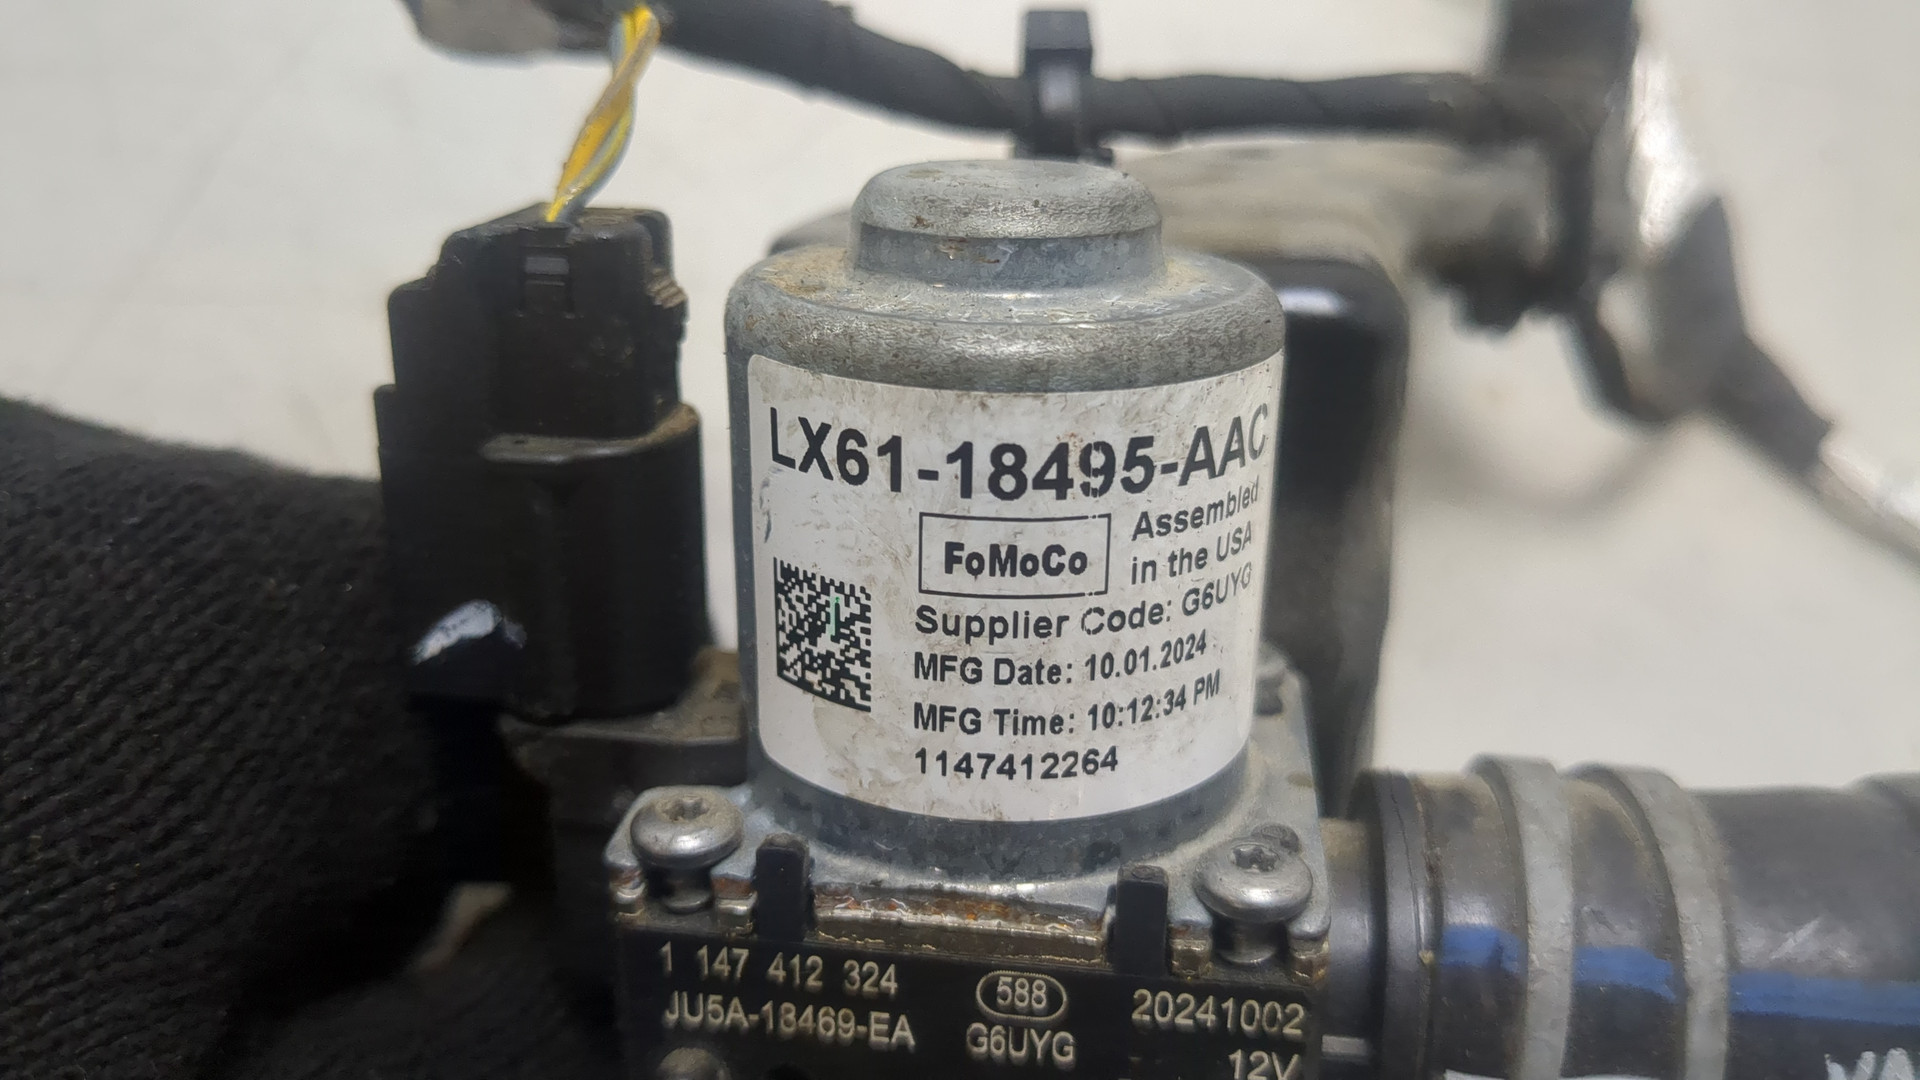 LX61-18495-AAC
FoMoCo
Assembled
in the USA
Supplier Code: G6UYG
MFG Date: 10.01.2024
MFG Time: 10:12:34 PM
1147412264
1 147 412 324
588
20241002
JU5A-18469-EA
G6UYG
12V